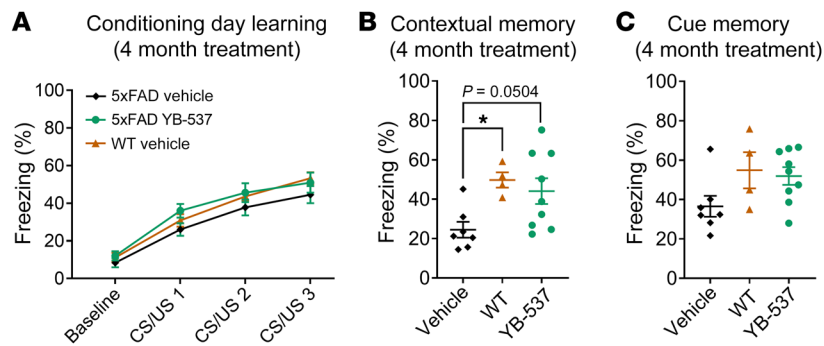 A
Conditioning day learning
(4 month treatment)
Freezing (%)
100
80
60
40
20
0
5xFAD vehicle
5xFAD YB-537
WT vehicle
Baseline
CS/US 1
CS/US 2
CS/US 3
B
Contextual memory
(4 month treatment)
Freezing (%)
100
80
60
40
20
0
P = 0.0504
*
Vehicle
WT
YB-537
C
Cue memory
(4 month treatment)
Freezing (%)
100
80
60
40
20
0
Vehicle
WT
YB-537